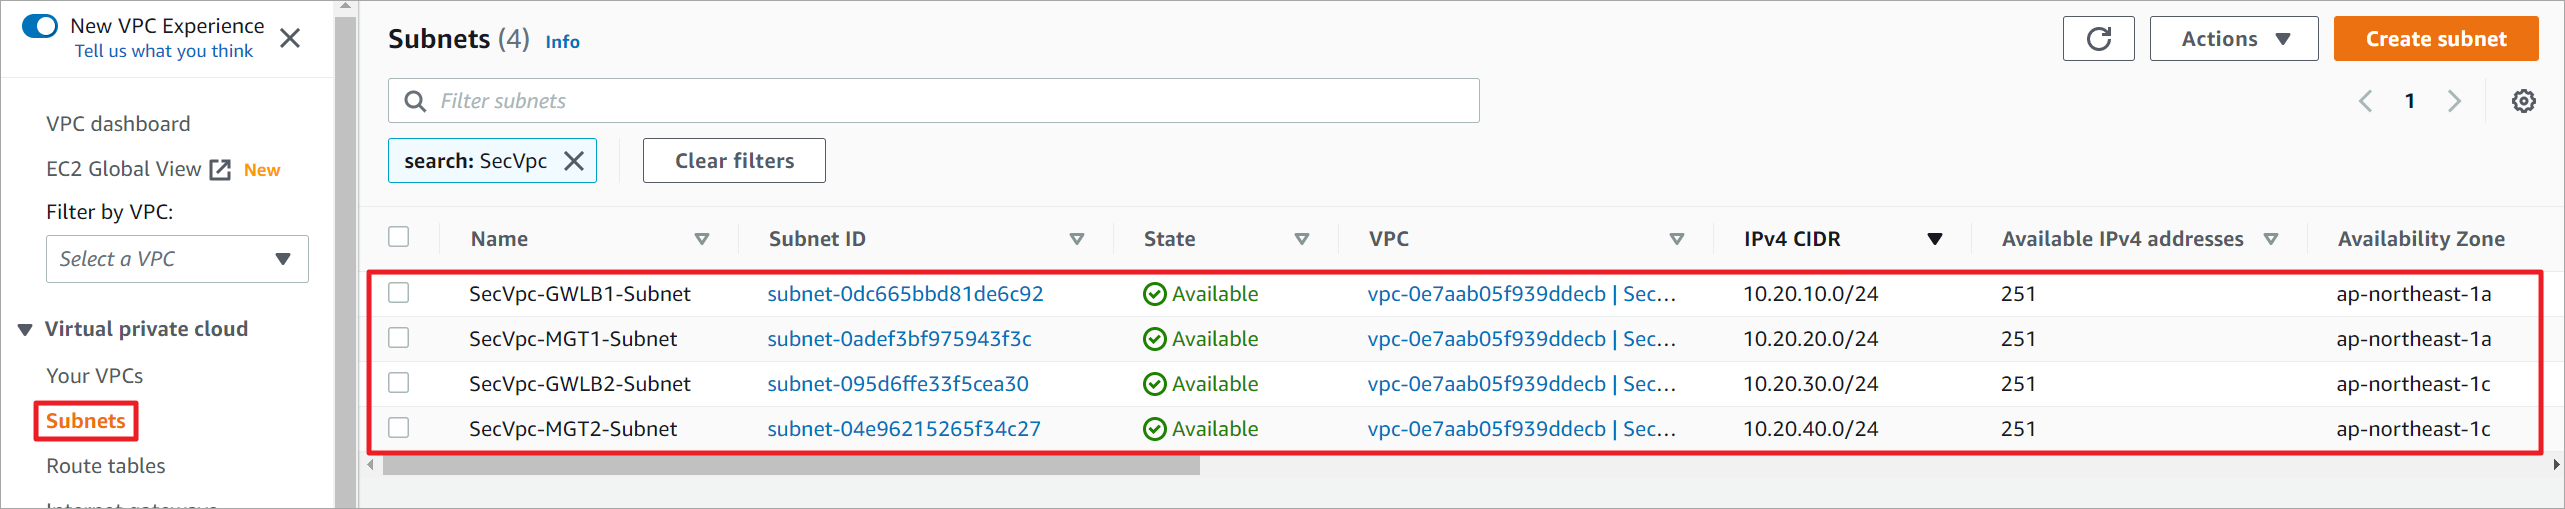 New VPC Experience
Tell us what you think
VPC dashboard
EC2 Global View New
Filter by VPC:
Select a VPC
Virtual private cloud
Your VPCs
Subnets
Route tables
Internet gateways
Subnets (4) Info
Actions
Create subnet
Filter subnets
1
search: SecVpc
Clear filters
Name Subnet ID State VPC IPv4 CIDR Available IPv4 addresses Availability Zone
SecVpc-GWLB1-Subnet subnet-0dc665bbd81de6c92 Available vpc-0e7aab05f939ddecb | Sec... 10.20.10.0/24 251 ap-northeast-1a
SecVpc-MGT1-Subnet subnet-0adef3bf975943f3c Available vpc-0e7aab05f939ddecb | Sec... 10.20.20.0/24 251 ap-northeast-1a
SecVpc-GWLB2-Subnet subnet-095d6ffe33f5cea30 Available vpc-0e7aab05f939ddecb | Sec... 10.20.30.0/24 251 ap-northeast-1c
SecVpc-MGT2-Subnet subnet-04e96215265f34c27 Available vpc-0e7aab05f939ddecb | Sec... 10.20.40.0/24 251 ap-northeast-1c